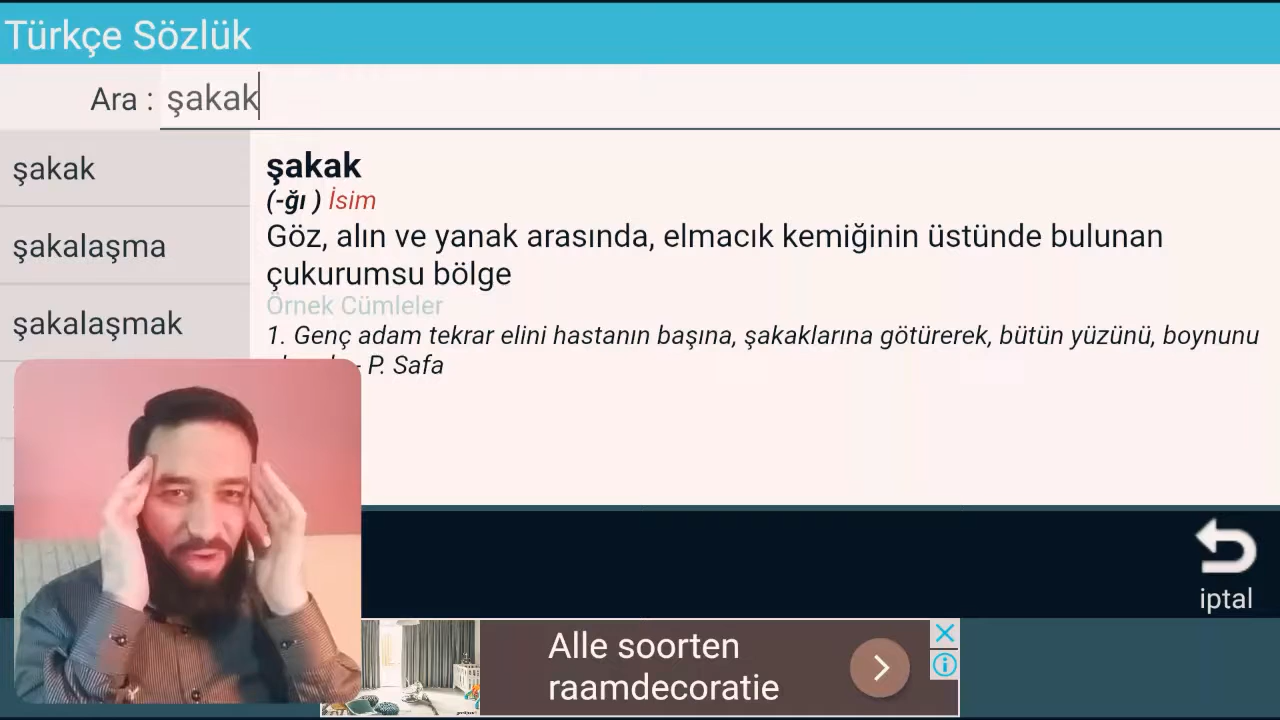 Türkçe Sözlük
Ara : şakak
şakak
şakalaşma
şakalaşmak
şakak
(-ğı ) İsim
Göz, alın ve yanak arasında, elmacık kemiğinin üstünde bulunan
çukurumsu bölge
Örnek Cümleler
1. Genç adam tekrar elini hastanın başına, şakaklarına götürerek, bütün yüzünü, boynunu
- P. Safa
iptal
Alle soorten
raamdecoratie